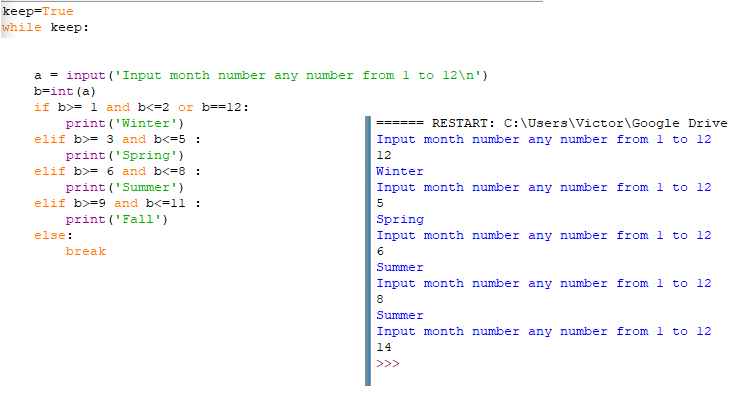 keep=True
while keep:
    a = input('Input month number any number from 1 to 12\n')
    b=int(a)
    if b>= 1 and b<=2 or b==12:
        print('Winter')
    elif b>= 3 and b<=5 :
        print('Spring')
    elif b>= 6 and b<=8 :
        print('Summer')
    elif b>=9 and b<=11 :
        print('Fall')
    else:
        break
====== RESTART: C:\Users\Victor\Google Drive
Input month number any number from 1 to 12
12
Winter
Input month number any number from 1 to 12
5
Spring
Input month number any number from 1 to 12
6
Summer
Input month number any number from 1 to 12
8
Summer
Input month number any number from 1 to 12
14
>>>